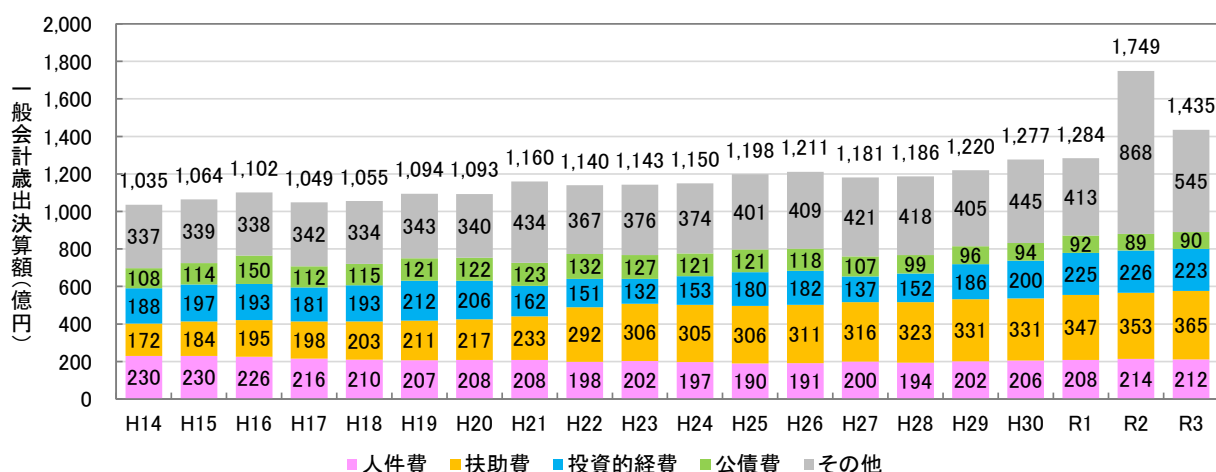 一般会計歳出決算額(億円)
2,000
1,800
1,600
1,400
1,200
1,000
800
600
400
200
0
1,035 1,064 1,102 1,049 1,055 1,094 1,093 1,160 1,140 1,143 1,150 1,198 1,211 1,181 1,186 1,220 1,277 1,284 1,749 1,435
337 339 338 342 334 343 340 434 367 376 374 401 409 421 418 405 445 413 868 545
108 114 150 112 115 121 122 123 132 127 121 121 118 107 99 96 94 92 89 90
188 197 193 181 193 212 206 162 151 132 153 180 182 137 152 186 200 225 226 223
172 184 195 198 203 211 217 233 292 306 305 306 311 316 323 331 331 347 353 365
230 230 226 216 210 207 208 208 198 202 197 190 191 200 194 202 206 208 214 212
H14 H15 H16 H17 H18 H19 H20 H21 H22 H23 H24 H25 H26 H27 H28 H29 H30 R1 R2 R3
人件費 扶助費 投資的経費 公債費 その他